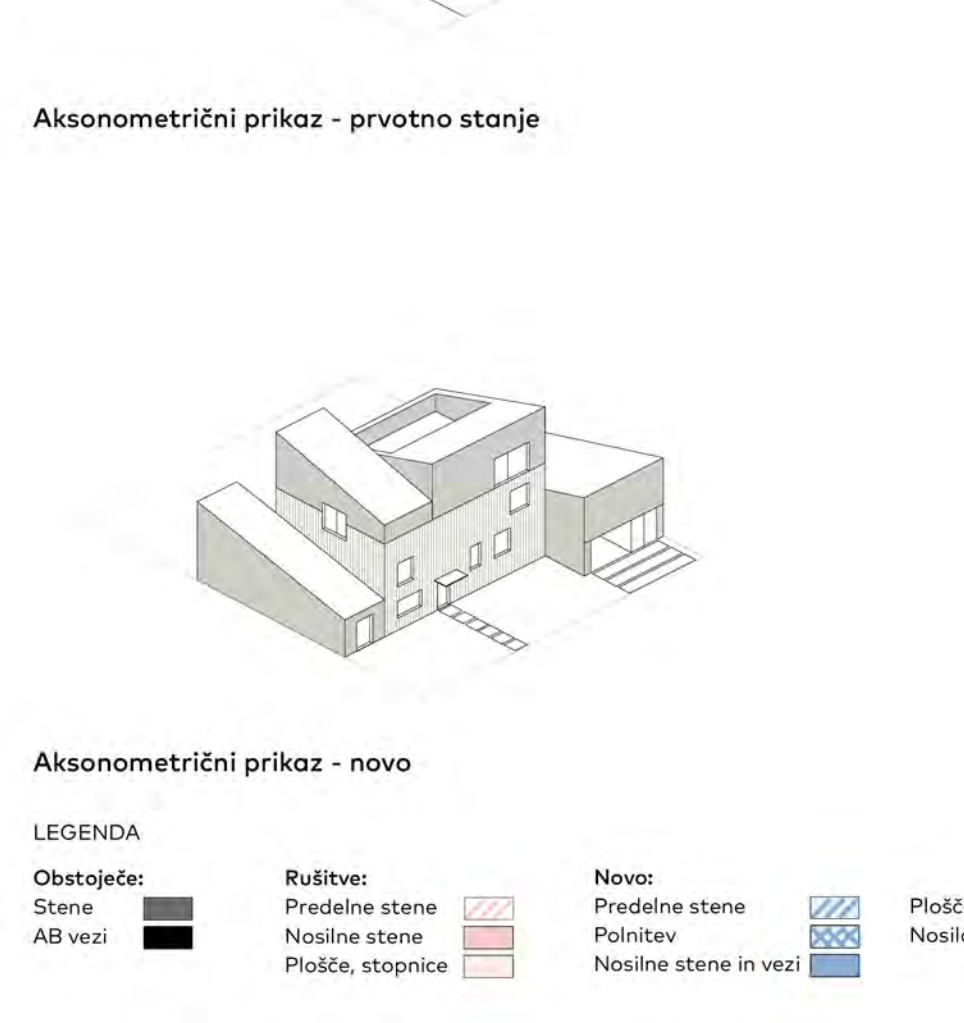 Aksonometrični prikaz - prvotno stanje
Aksonometrični prikaz - novo
LEGENDA
Obstoječe:
Stene
AB vezi
Rušitve:
Predelne stene
Nosilne stene
Plošče, stopnice
Novo:
Predelne stene
Polnitev
Nosilne stene in vezi